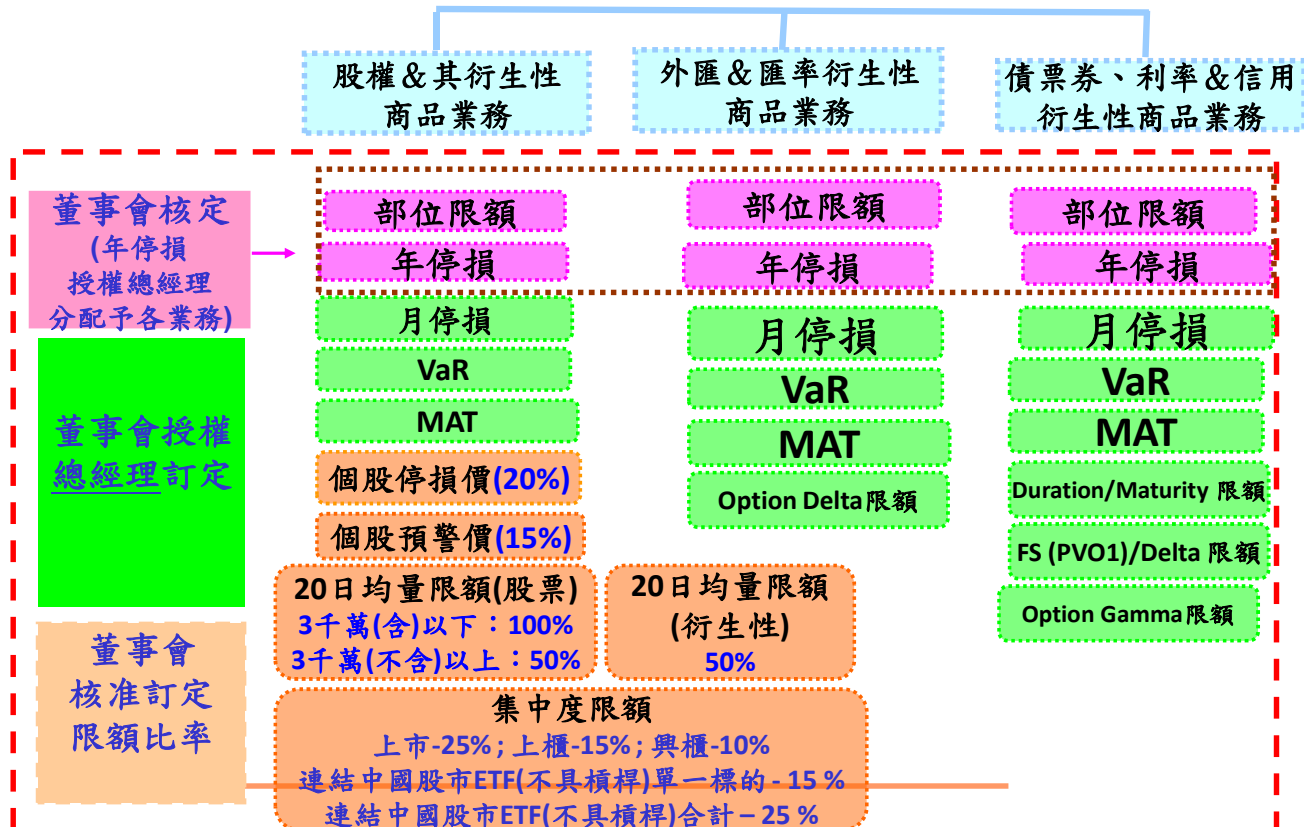 股權＆其衍生性
商品業務
外匯＆匯率衍生性
商品業務
債票券、利率＆信用
衍生性商品業務
董事會核定
(年停損
授權總經理
分配予各業務)
董事會授權
總經理訂定
董事會
核准訂定
限額比率
部位限額
年停損
月停損
VaR
MAT
個股停損價(20%)
個股預警價(15%)
20日均量限額(股票)
3千萬(含)以下：100%
3千萬(不含)以上：50%
20日均量限額
(衍生性)
50%
集中度限額
上市-25%；上櫃-15%；興櫃-10%
連結中國股市ETF(不具槓桿)單一標的 - 15 %
連結中國股市ETF(不具槓桿)合計 – 25 %
部位限額
年停損
月停損
VaR
MAT
Option Delta限額
部位限額
年停損
月停損
VaR
MAT
Duration/Maturity 限額
FS (PVO1)/Delta 限額
Option Gamma限額